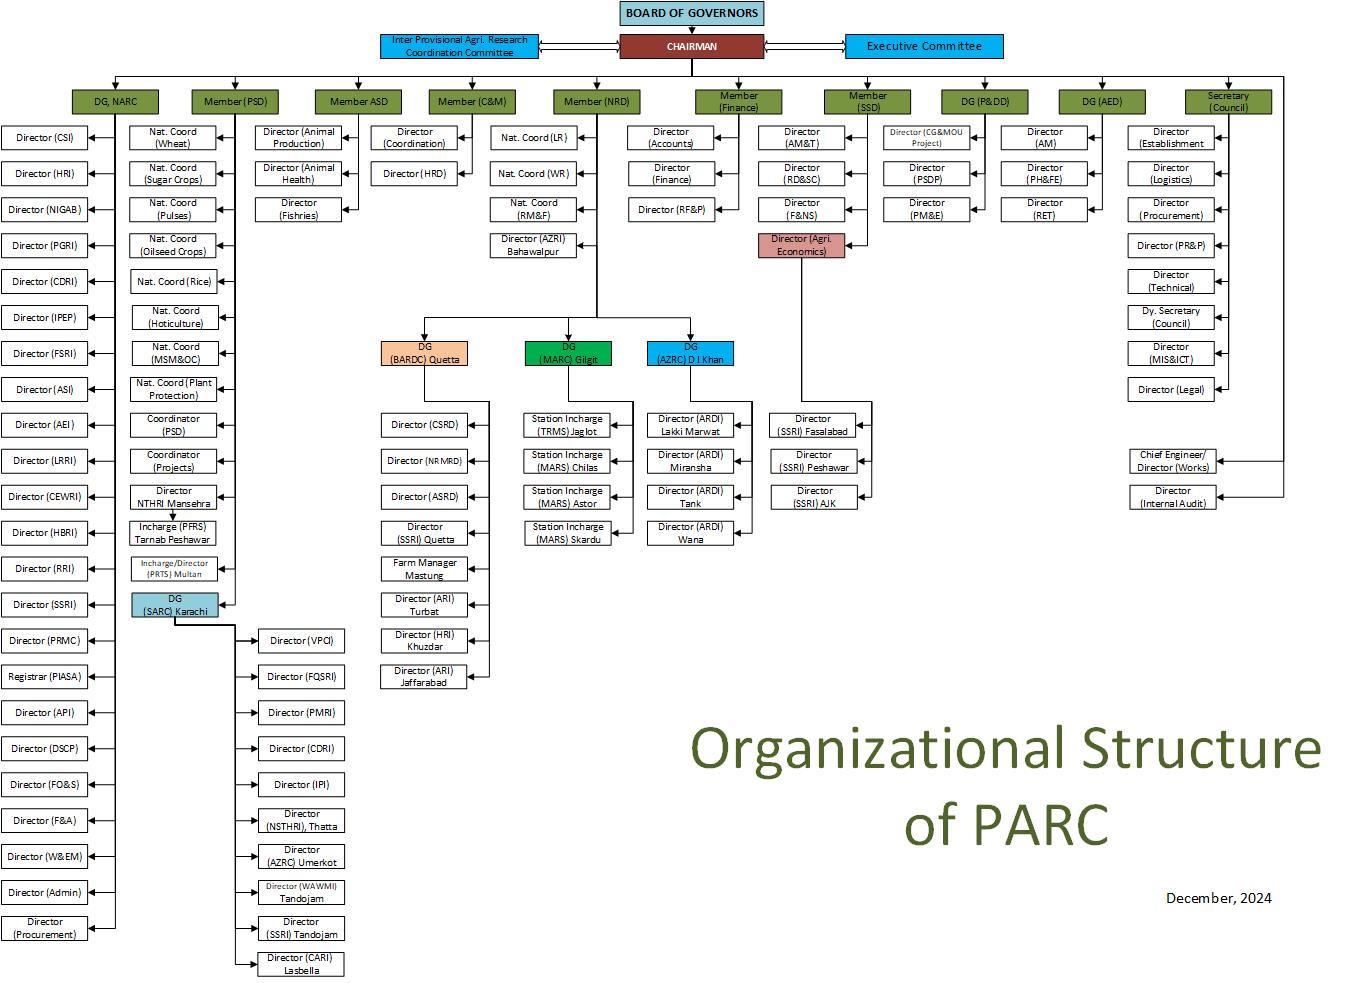 BOARD OF GOVERNORS
Inter Provisional Agri. Research
Coordination Committee
CHAIRMAN
Executive Committee
DG, NARC
Member (PSD)
Member ASD
Member (C&M)
Member (NRD)
Member
(Finance)
Member
(SSD)
DG (P&DD)
DG (AED)
Secretary
(Council)
Director (CSI)
Director (HRI)
Director (NIGAB)
Director (PGRI)
Director (CDRI)
Director (IPEP)
Director (FSRI)
Director (ASI)
Director (AEI)
Director (LRRI)
Director (CEWRI)
Director (HBRI)
Director (RRI)
Director (SSRI)
Director (PRMC)
Registrar (PIASA)
Director (API)
Director (DSCP)
Director (FO&S)
Director (F&A)
Director (W&EM)
Director (Admin)
Director
(Procurement)
Nat. Coord
(Wheat)
Nat. Coord
(Sugar Crops)
Nat. Coord
(Pulses)
Nat. Coord
(Oilseed Crops)
Nat. Coord (Rice)
Nat. Coord
(Hoticulture)
Nat. Coord
(MSM&OC)
Nat. Coord (Plant
Protection)
Coordinator
(PSD)
Coordinator
(Projects)
Director
NTHRI Mansehra
Incharge (PFRS)
Tarnab Peshawar
Incharge/Director
(PRTS) Multan
DG
(SARC) Karachi
Director (VPCI)
Director (FQSRI)
Director (PMRI)
Director (CDRI)
Director (IPI)
Director
(NSTHRI), Thatta
Director
(AZRC) Umerkot
Director (WAWMI)
Tandojam
Director
(SSRI) Tandojam
Director (CARI)
Lasbella
Director (Animal
Production)
Director (Animal
Health)
Director
(Fishries)
Director
(Coordination)
Director (HRD)
Nat. Coord (LR)
Nat. Coord (WR)
Nat. Coord
(RM&F)
Director (AZRI)
Bahawalpur
DG
(BARDC) Quetta
Director (CSRD)
Director (NRMRD)
Director (ASRD)
Director
(SSRI) Quetta
Farm Manager
Mastung
Director (ARI)
Turbat
Director (HRI)
Khuzdar
Director (ARI)
Jaffarabad
DG
(MARC) Gilgit
Station Incharge
(TRMS) Jaglot
Station Incharge
(MARS) Chilas
Station Incharge
(MARS) Astor
Station Incharge
(MARS) Skardu
DG
(AZRC) D I Khan
Director (ARDI)
Lakki Marwat
Director (ARDI)
Miransha
Director (ARDI)
Tank
Director (ARDI)
Wana
Director
(Accounts)
Director
(Finance)
Director (RF&P)
Director
(AM&T)
Director
(RD&SC)
Director
(F&NS)
Director (Agri.
Economics)
Director
(SSRI) Fasalabad
Director
(SSRI) Peshawar
Director
(SSRI) AJK
Director (CG&MOU
Project)
Director
(PSDP)
Director
(PM&E)
Director
(AM)
Director
(PH&FE)
Director
(RET)
Director
(Establishment
Director
(Logistics)
Director
(Procurement)
Director (PR&P)
Director
(Technical)
Dy. Secretary
(Council)
Director
(MIS&ICT)
Director (Legal)
Chief Engineer/
Director (Works)
Director
(Internal Audit)
Organizational Structure
of PARC
December, 2024